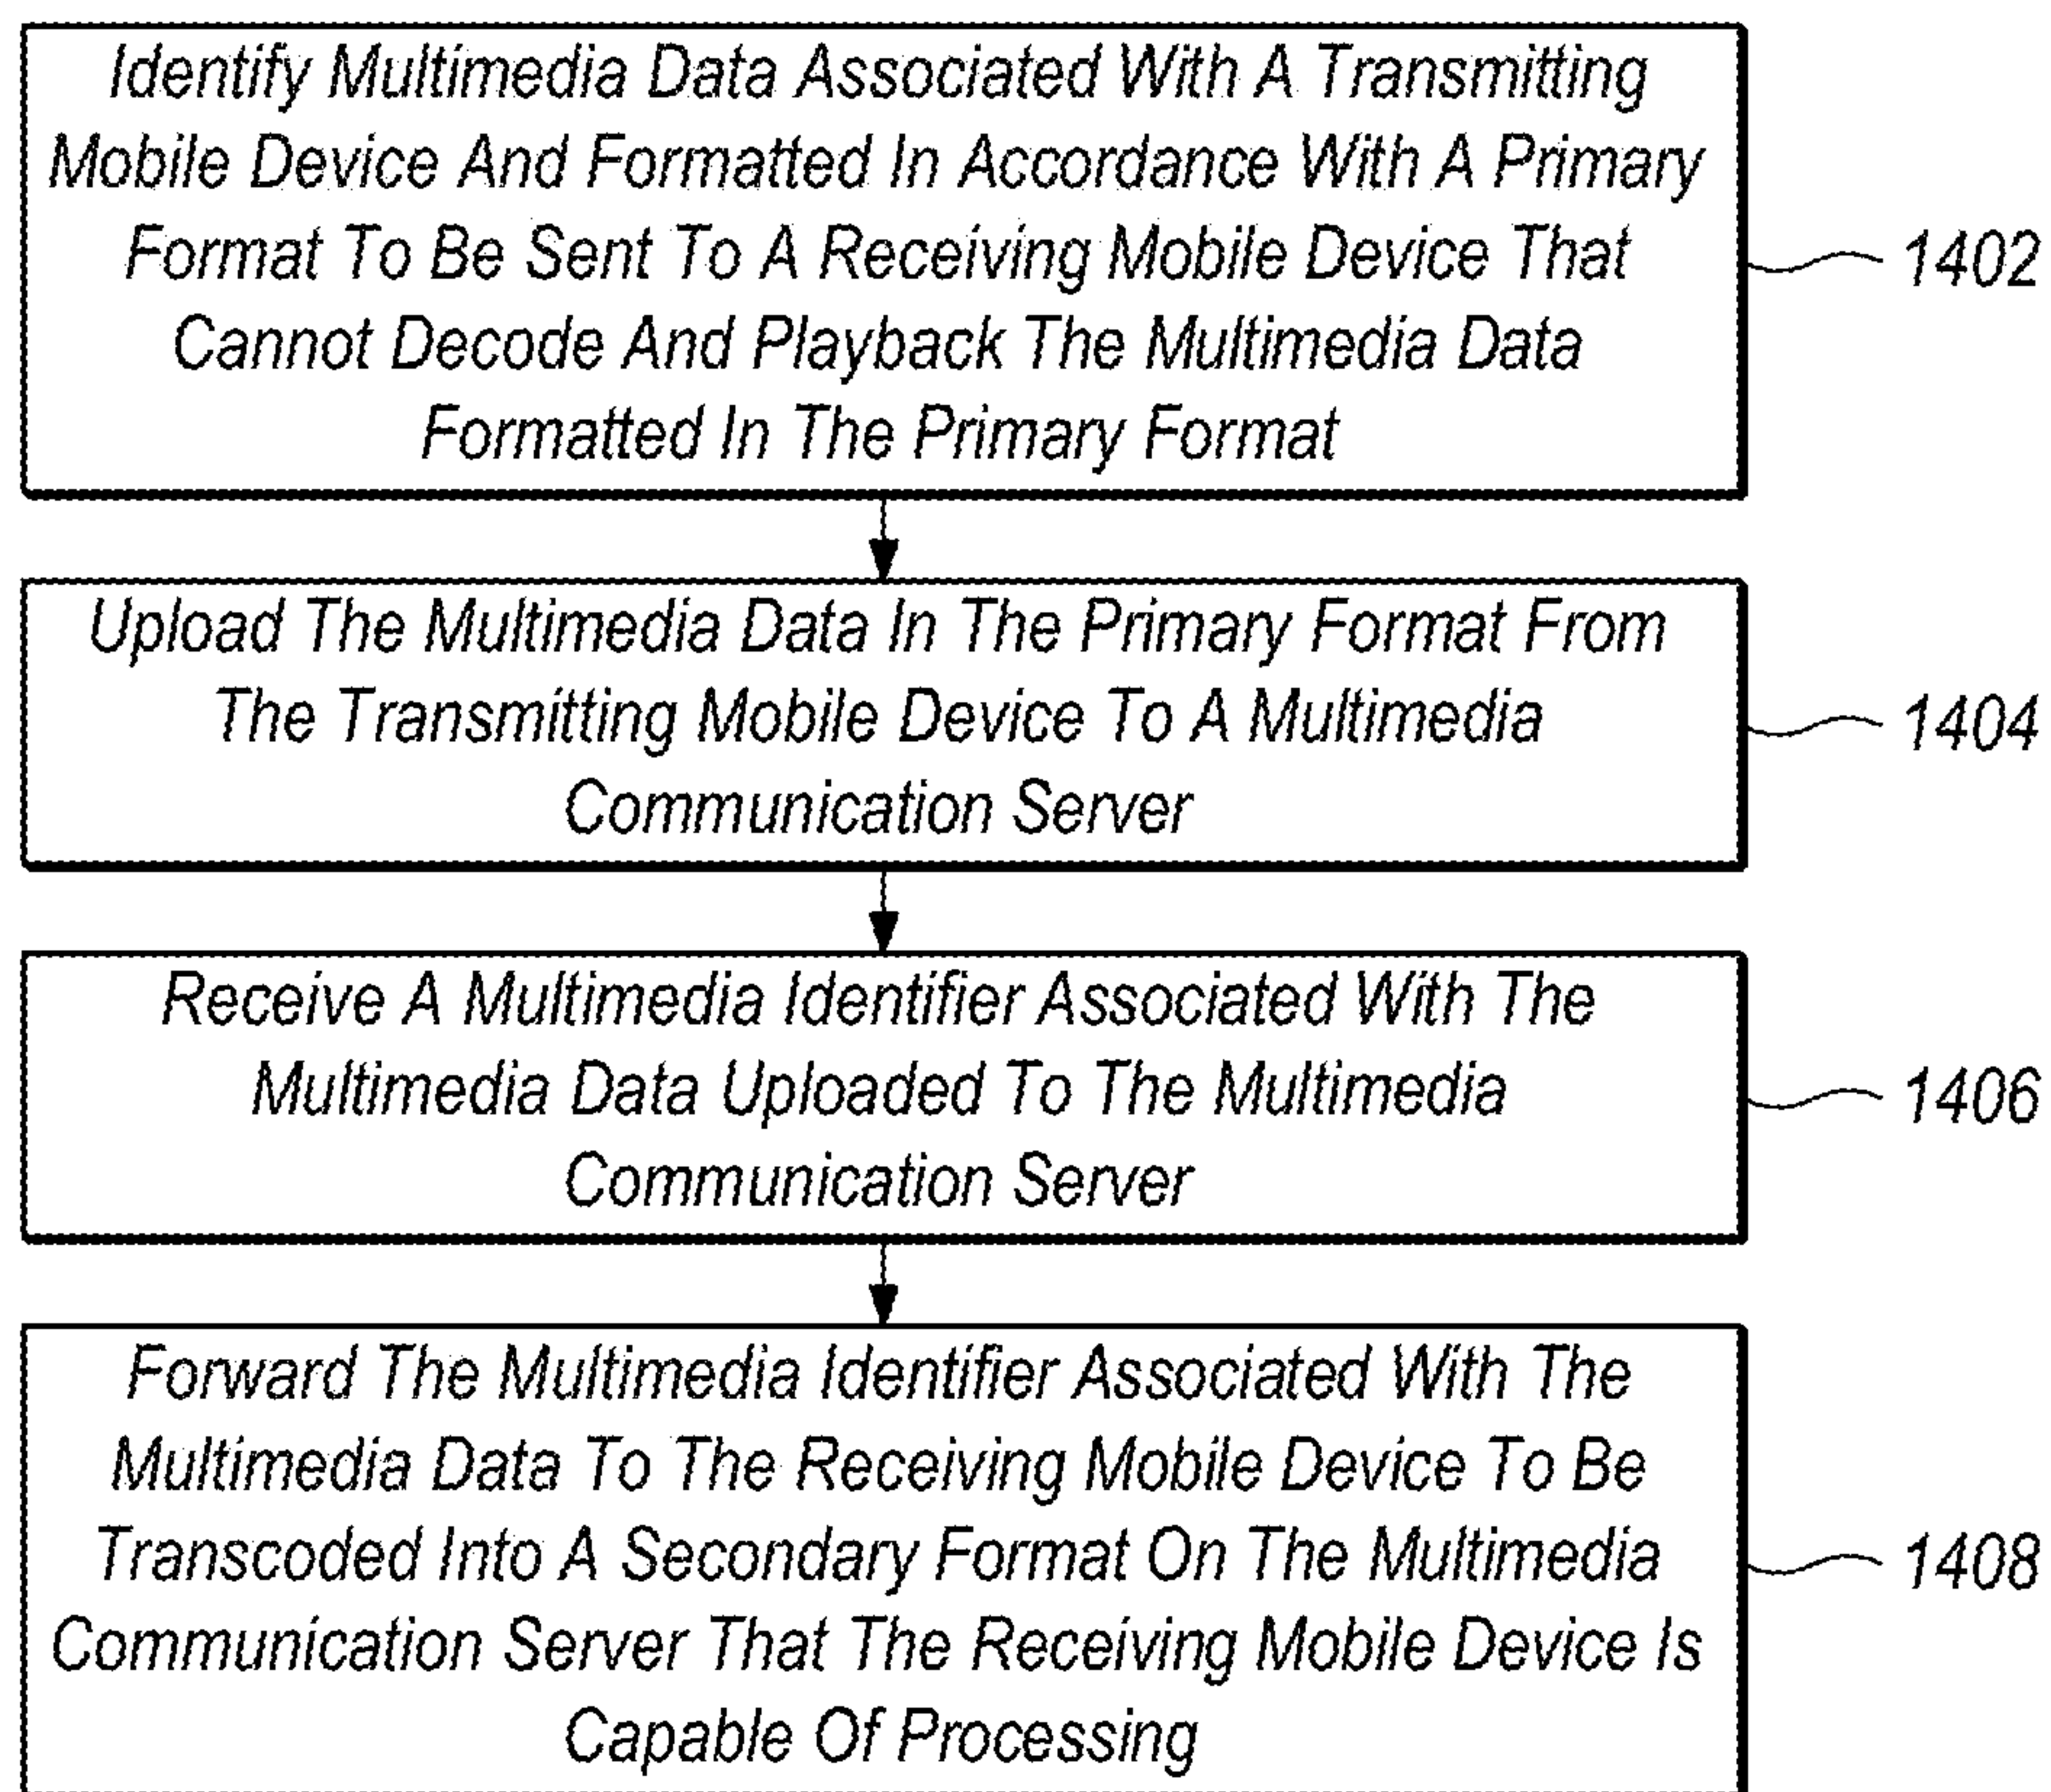 Identify Multimedia Data Associated With A Transmitting
Mobile Device And Formatted In Accordance With A Primary
Format To Be Sent To A Receiving Mobile Device That
Cannot Decode And Playback The Multimedia Data
Formatted In The Primary Format
1402
Upload The Multimedia Data In The Primary Format From
The Transmitting Mobile Device To A Multimedia
Communication Server
1404
Receive A Multimedia Identifier Associated With The
Multimedia Data Uploaded To The Multimedia
Communication Server
1406
Forward The Multimedia Identifier Associated With The
Multimedia Data To The Receiving Mobile Device To Be
Transcoded Into A Secondary Format On The Multimedia
Communication Server That The Receiving Mobile Device Is
Capable Of Processing
1408